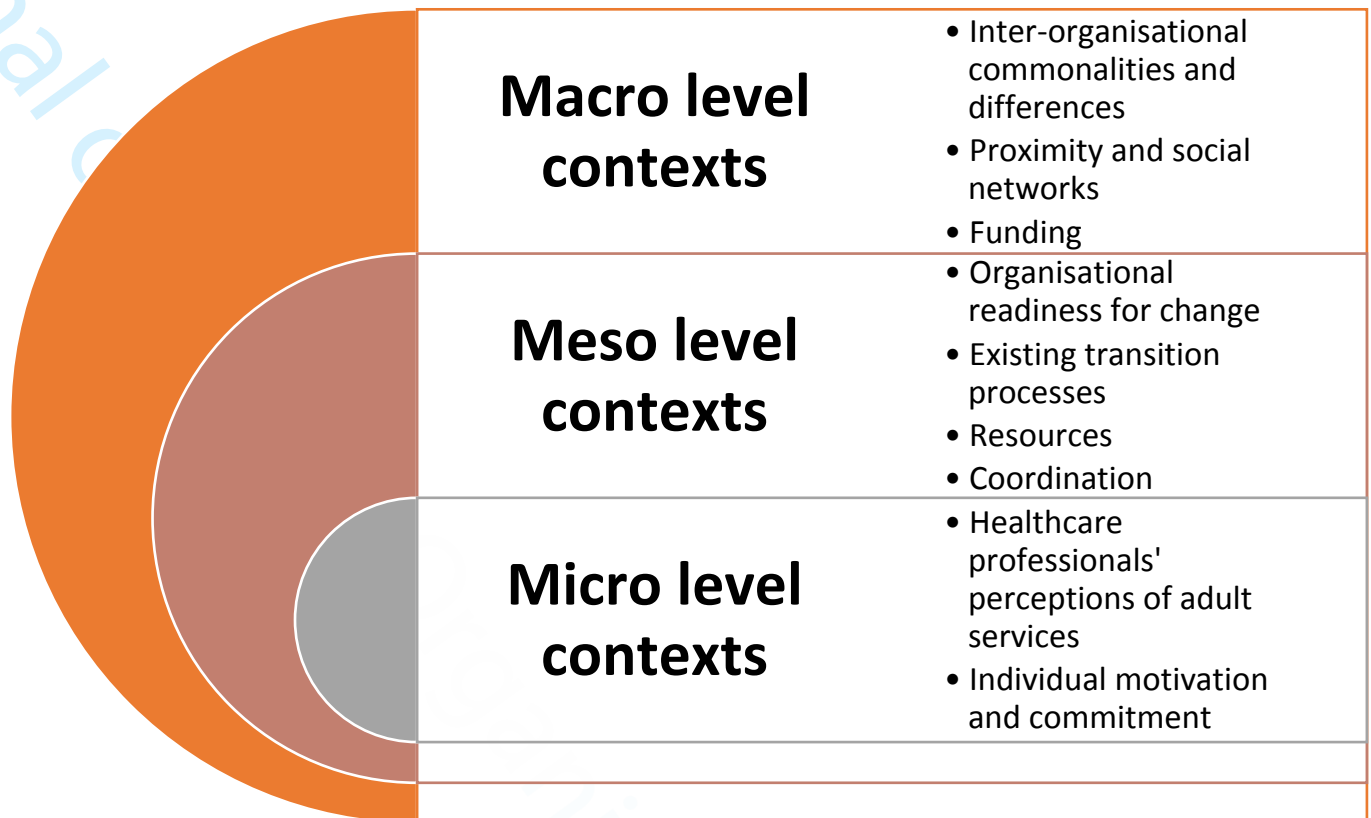 Macro level
contexts
• Inter-organisational
commonalities and
differences
• Proximity and social
networks
• Funding
Meso level
contexts
• Organisational
readiness for change
• Existing transition
processes
• Resources
• Coordination
Micro level
contexts
• Healthcare
professionals'
perceptions of adult
services
• Individual motivation
and commitment